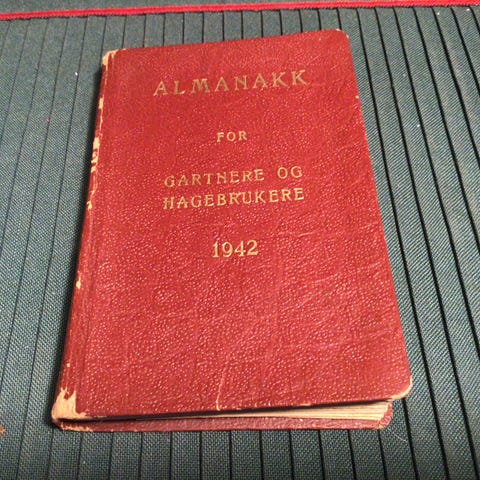 ALMANAKK
FOR
GARTNERE OG
HAGEBRUKERE
1942